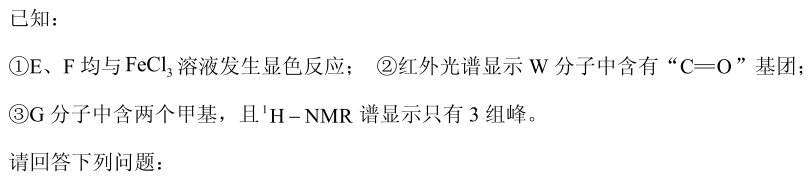 已知：
①E、F 均与 FeCl₃ 溶液发生显色反应； ②红外光谱显示 W 分子中含有“C═O”基团；
③G 分子中含两个甲基，且 ¹H－NMR 谱显示只有 3 组峰。
请回答下列问题：